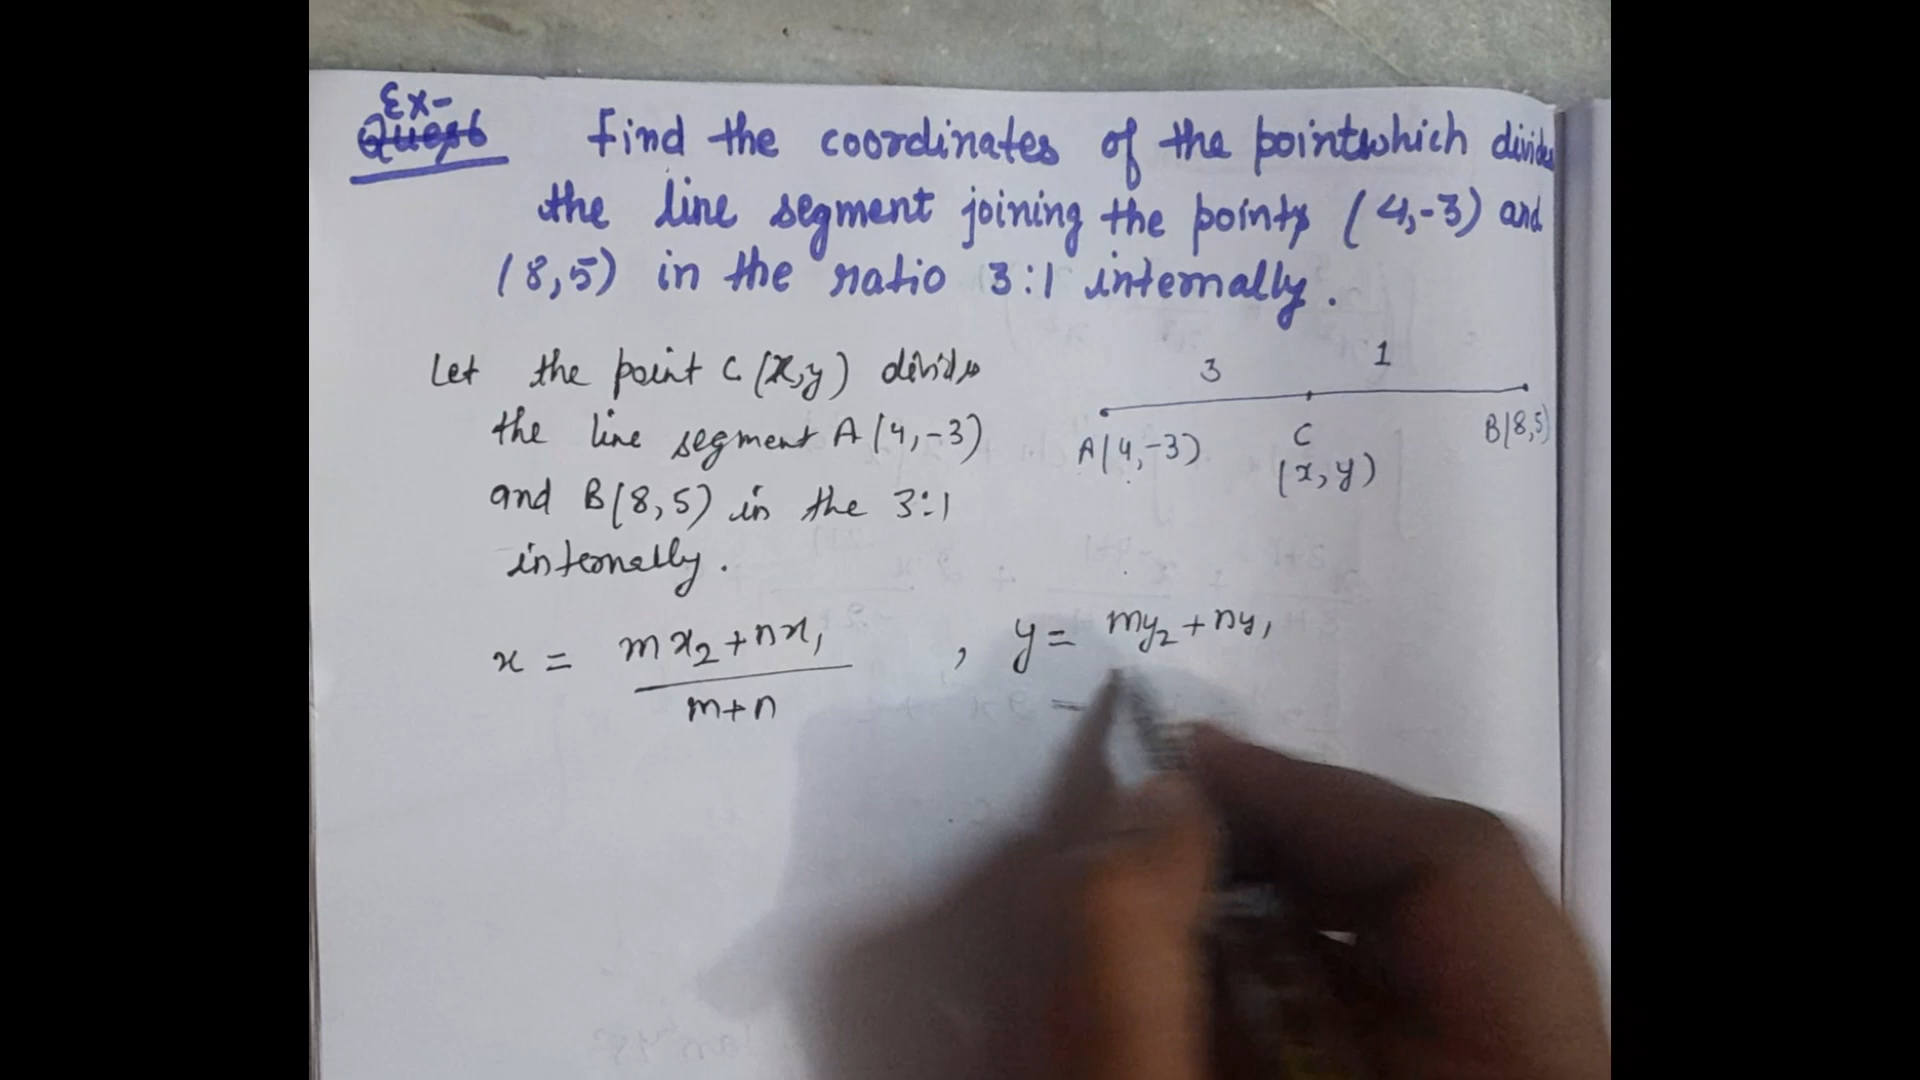 Ex-
Quest
Find the coordinates of the point which divides
the line segment joining the points (4,-3) and
(8,5) in the ratio 3:1 internally.
Let the point C (x,y) divides
the line segment A(4,-3)
and B(8,5) in the 3:1
internally.
3 1
A(4,-3) C B(8,5)
(x,y)
x = mx₂+nx₁ , y = my₂+ny₁
m+n